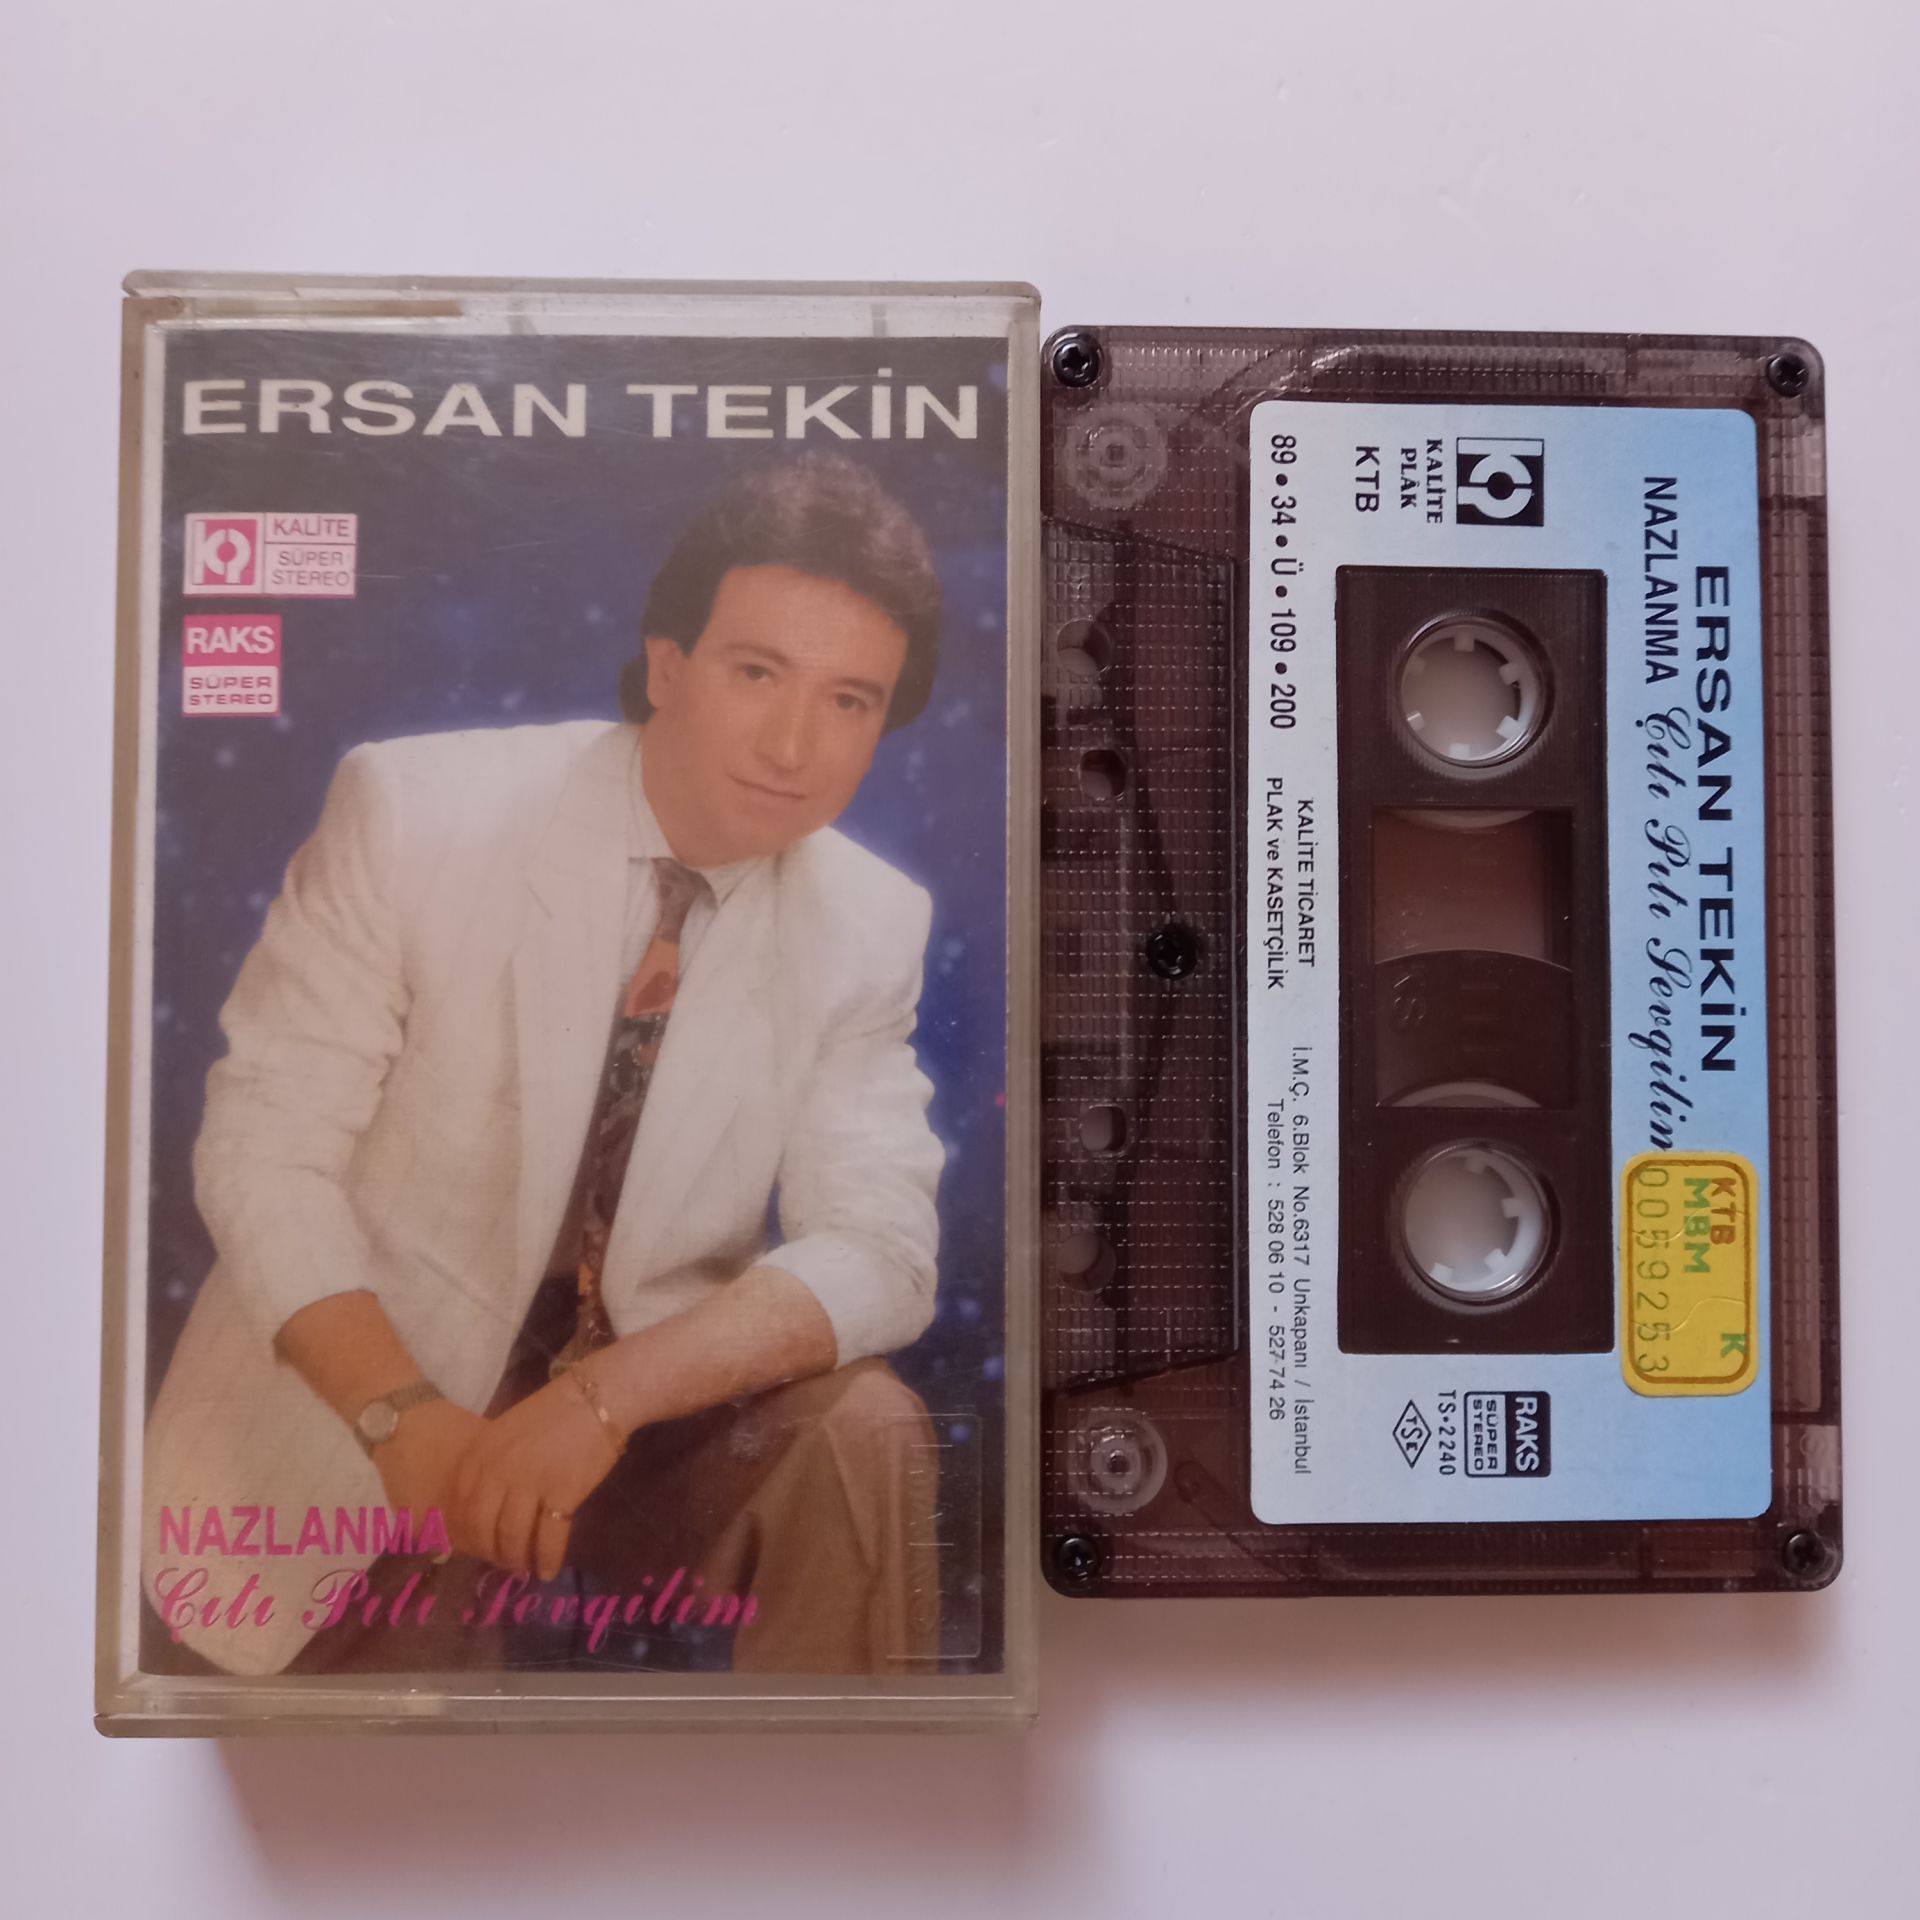 ERSAN TEKİN
KALİTE
SÜPER
STEREO
RAKS
SÜPER
STEREO
NAZLANMA
Çıtı Pıtı Sevgilim
ERSAN TEKİN
NAZLANMA Çıtı Pıtı Sevgilim
KALİTE
PLÂK
KTB
KTB
MBM
K
0059253
RAKS
SÜPER
STEREO
TS•2240
TSE
89•34•Ü•109•200
KALİTE TİCARET
PLAK ve KASETÇİLİK
İ.M.Ç. 6.Blok No.6317 Unkapanı / İstanbul
Telefon : 528 06 10 - 527 74 26